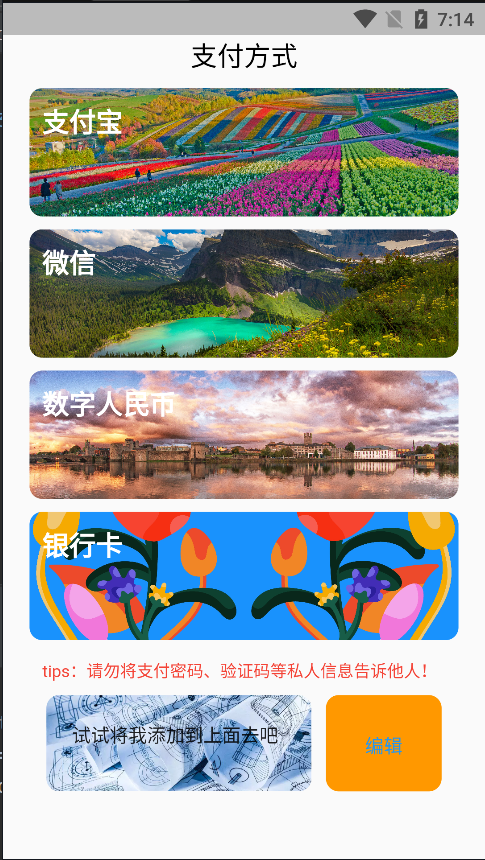 7:14
支付方式
支付宝
微信
数字人民币
银行卡
tips：请勿将支付密码、验证码等私人信息告诉他人！
试试将我添加到上面去吧
编辑